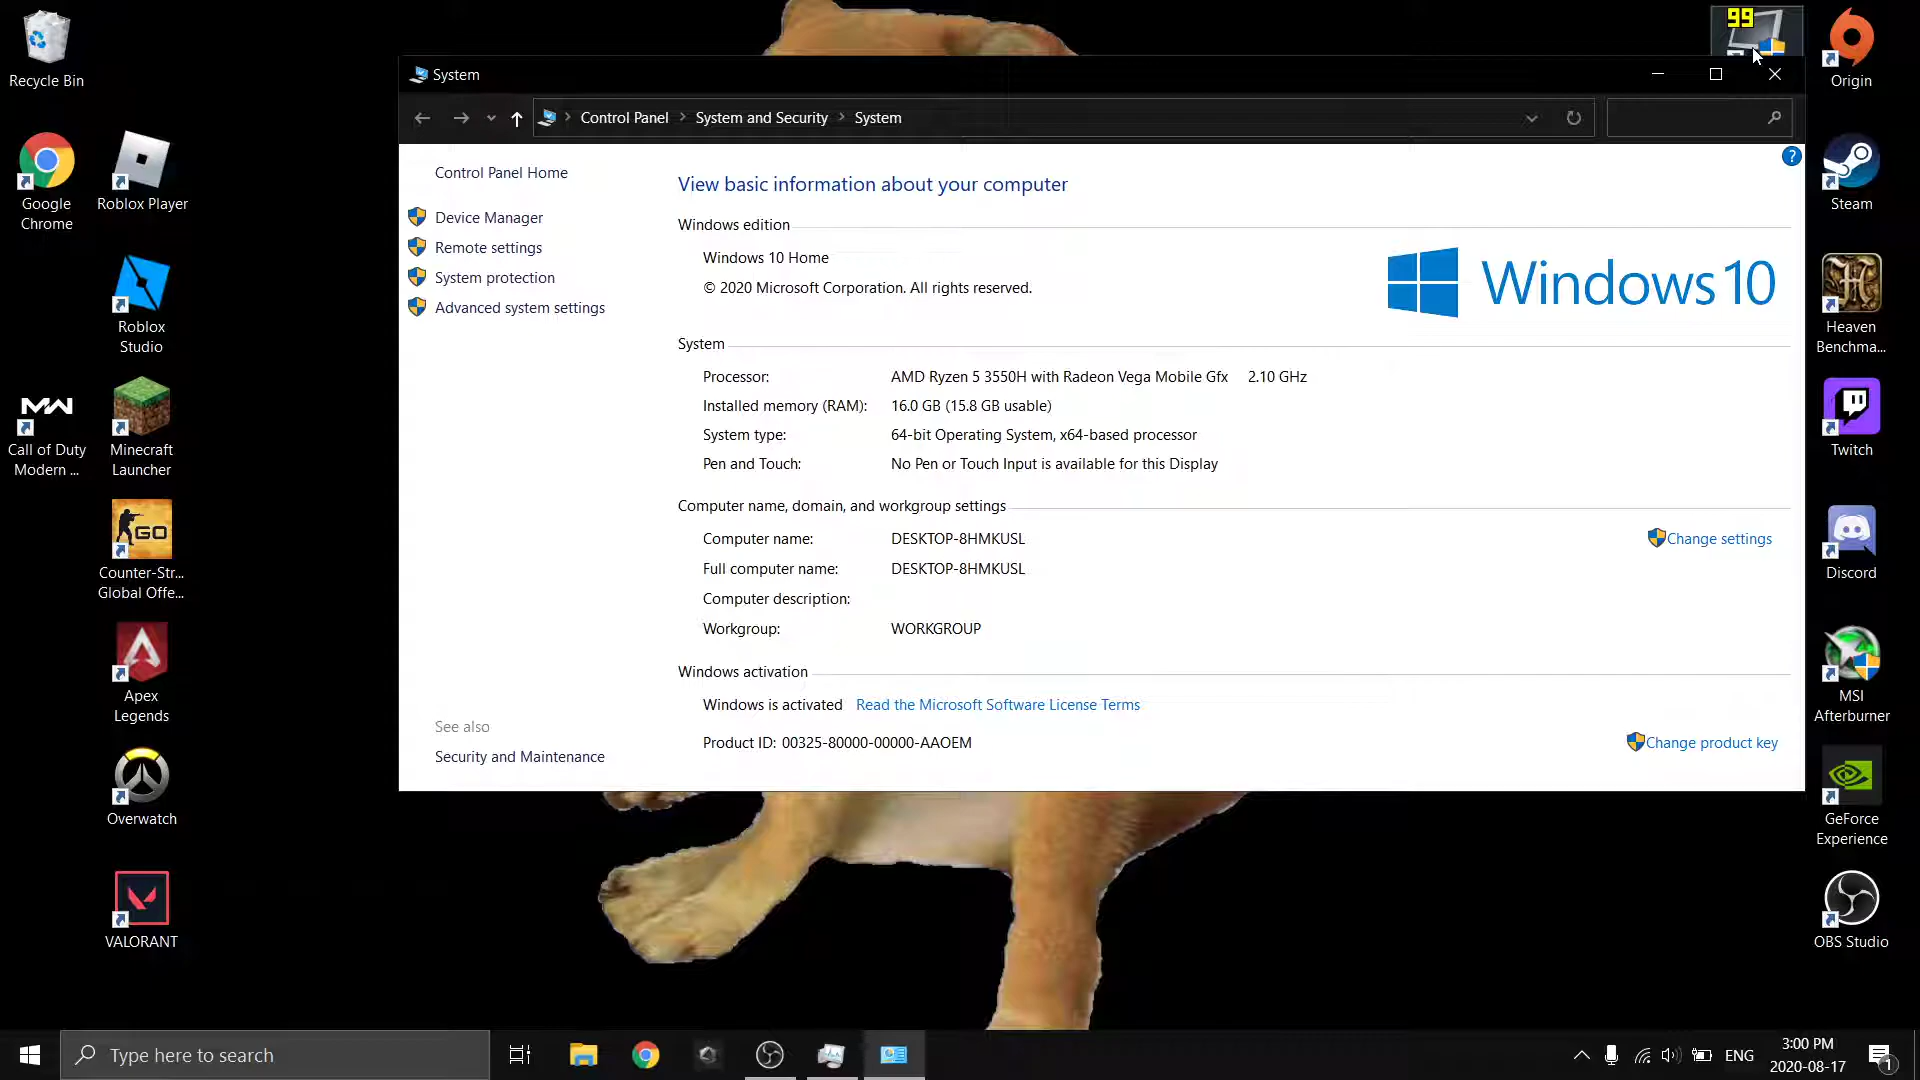 Recycle Bin
Google
Chrome
Roblox Player
Roblox
Studio
MW
Call of Duty
Modern ...
Minecraft
Launcher
GO
Counter-Str...
Global Offe...
Apex
Legends
Overwatch
VALORANT
System
Control Panel
System and Security
System
Control Panel Home
Device Manager
Remote settings
System protection
Advanced system settings
See also
Security and Maintenance
?
View basic information about your computer
Windows edition
Windows 10 Home
© 2020 Microsoft Corporation. All rights reserved.
Windows 10
System
Processor: AMD Ryzen 5 3550H with Radeon Vega Mobile Gfx 2.10 GHz
Installed memory (RAM): 16.0 GB (15.8 GB usable)
System type: 64-bit Operating System, x64-based processor
Pen and Touch: No Pen or Touch Input is available for this Display
Computer name, domain, and workgroup settings
Computer name: DESKTOP-8HMKUSL
Change settings
Full computer name: DESKTOP-8HMKUSL
Computer description:
Workgroup: WORKGROUP
Windows activation
Windows is activated Read the Microsoft Software License Terms
Product ID: 00325-80000-00000-AAOEM
Change product key
99
Origin
Steam
Heaven
Benchma...
Twitch
Discord
MSI
Afterburner
GeForce
Experience
OBS Studio
Type here to search
ENG
3:00 PM
2020-08-17
1